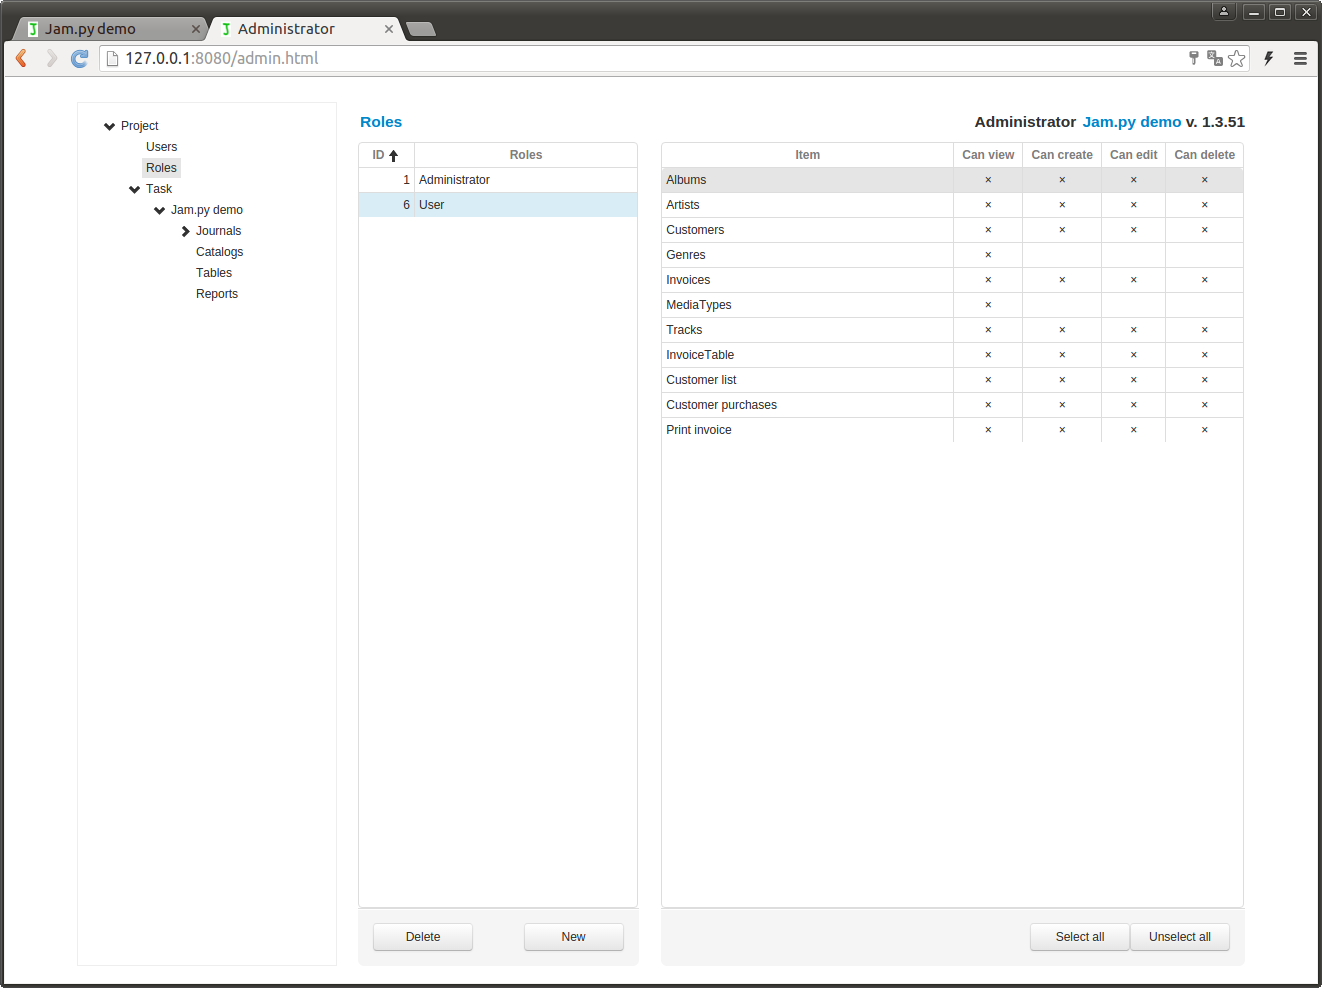 Jam.py demo
Administrator
127.0.0.1:8080/admin.html
Project
Users
Roles
Task
Jam.py demo
Journals
Catalogs
Tables
Reports
Roles
Administrator Jam.py demo v. 1.3.51
ID Roles
1 Administrator
6 User
Delete New
Item Can view Can create Can edit Can delete
Albums × × × ×
Artists × × × ×
Customers × × × ×
Genres ×
Invoices × × × ×
MediaTypes ×
Tracks × × × ×
InvoiceTable × × × ×
Customer list × × × ×
Customer purchases × × × ×
Print invoice × × × ×
Select all Unselect all